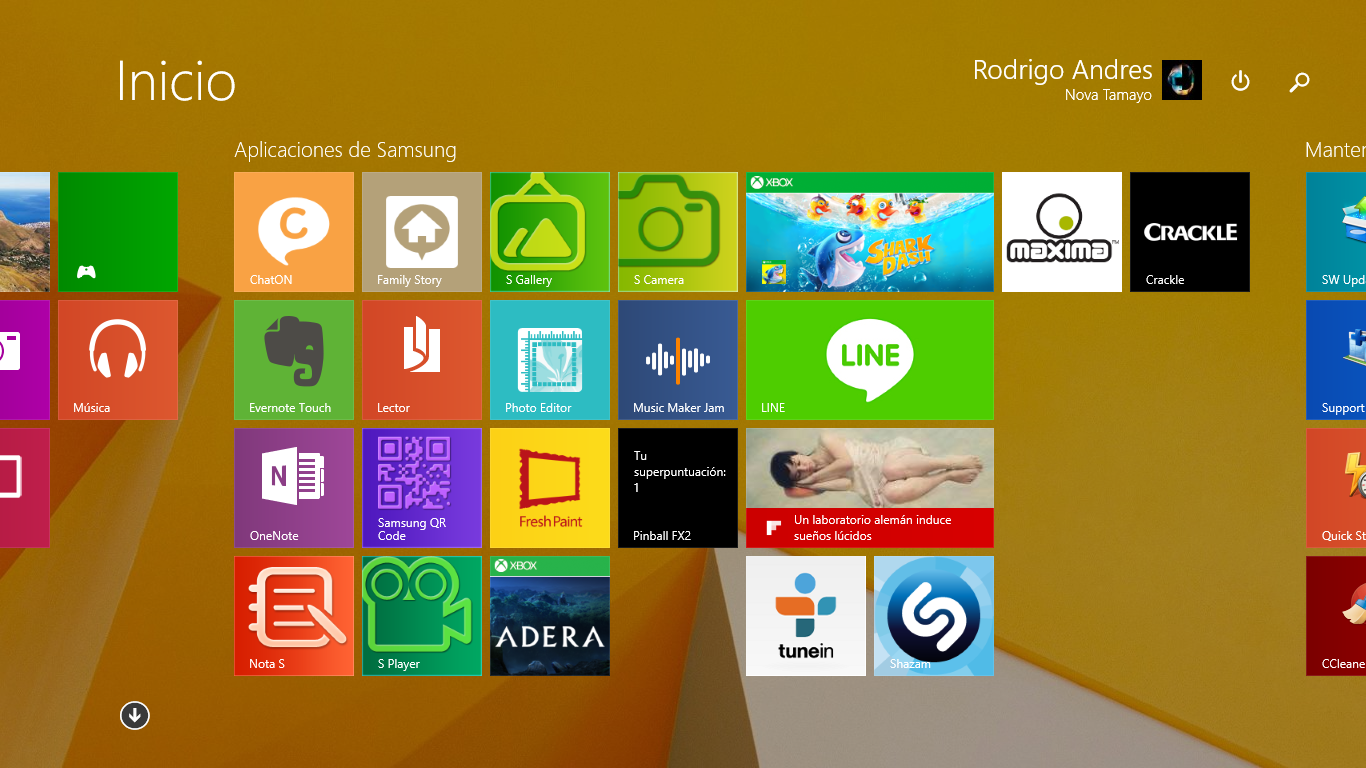 Inicio
Rodrigo Andres
Nova Tamayo
Aplicaciones de Samsung
ChatON
Family Story
S Gallery
S Camera
XBOX
SHARK
DASH
maxima™
CRACKLE
Crackle
Música
Evernote Touch
Lector
Photo Editor
Music Maker Jam
LINE
LINE
N
OneNote
Samsung QR
Code
Fresh Paint
Tu
superpuntuación:
1
Pinball FX2
Un laboratorio alemán induce
sueños lúcidos
Nota S
S Player
XBOX
ADERA
tunein
Shazam
Manter
SW Upd
Support
Quick St
CCleane